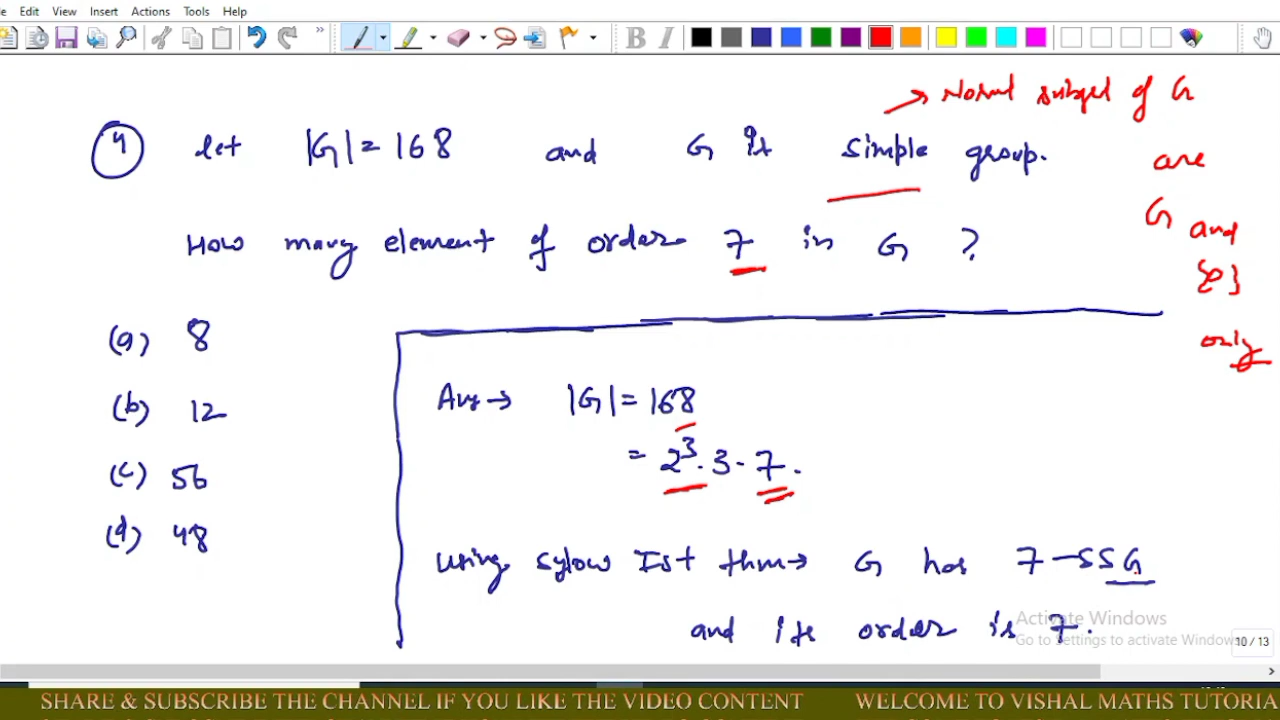 le Edit View Insert Actions Tools Help
B I
→ Normal subgp of G
④ let |G| = 168 and G is simple group.
are
G and
{e}
only
How many element of order 7 in G ?
(a) 8
(b) 12
(c) 56
(d) 48
Ans → |G| = 168
= 2³. 3 . 7 .
Using sylow Ist thm → G has 7 - SSG
and its order is 7.
Activate Windows
Go to Settings to activate Windows.
10 / 13
SHARE & SUBSCRIBE THE CHANNEL IF YOU LIKE THE VIDEO CONTENT WELCOME TO VISHAL MATHS TUTORIA